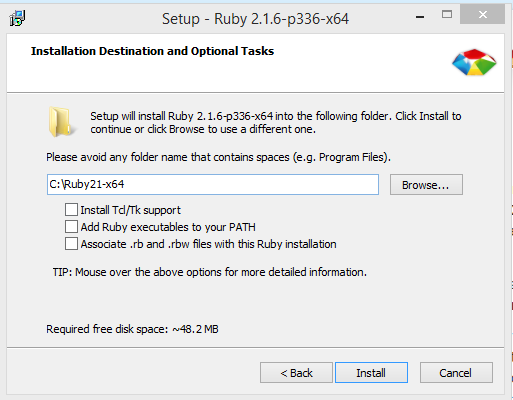 Setup - Ruby 2.1.6-p336-x64
Installation Destination and Optional Tasks
Setup will install Ruby 2.1.6-p336-x64 into the following folder. Click Install to
continue or click Browse to use a different one.
Please avoid any folder name that contains spaces (e.g. Program Files).
C:\Ruby21-x64
Browse...
Install Tcl/Tk support
Add Ruby executables to your PATH
Associate .rb and .rbw files with this Ruby installation
TIP: Mouse over the above options for more detailed information.
Required free disk space: ~48.2 MB
< Back
Install
Cancel